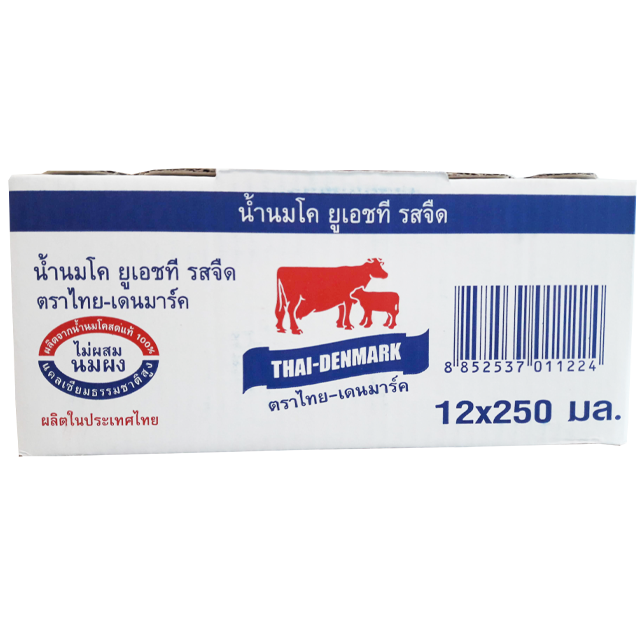 น้ำนมโค ยูเอชที รสจืด
น้ำนมโค ยูเอชที รสจืด
ตราไทย-เดนมาร์ค
ผลิตจากน้ำนมโคสดแท้ 100%
ไม่ผสม
นมผง
แคลเซียมธรรมชาติสูง
ผลิตในประเทศไทย
THAI-DENMARK
ตราไทย-เดนมาร์ค
8 852537 011224
12x250 มล.